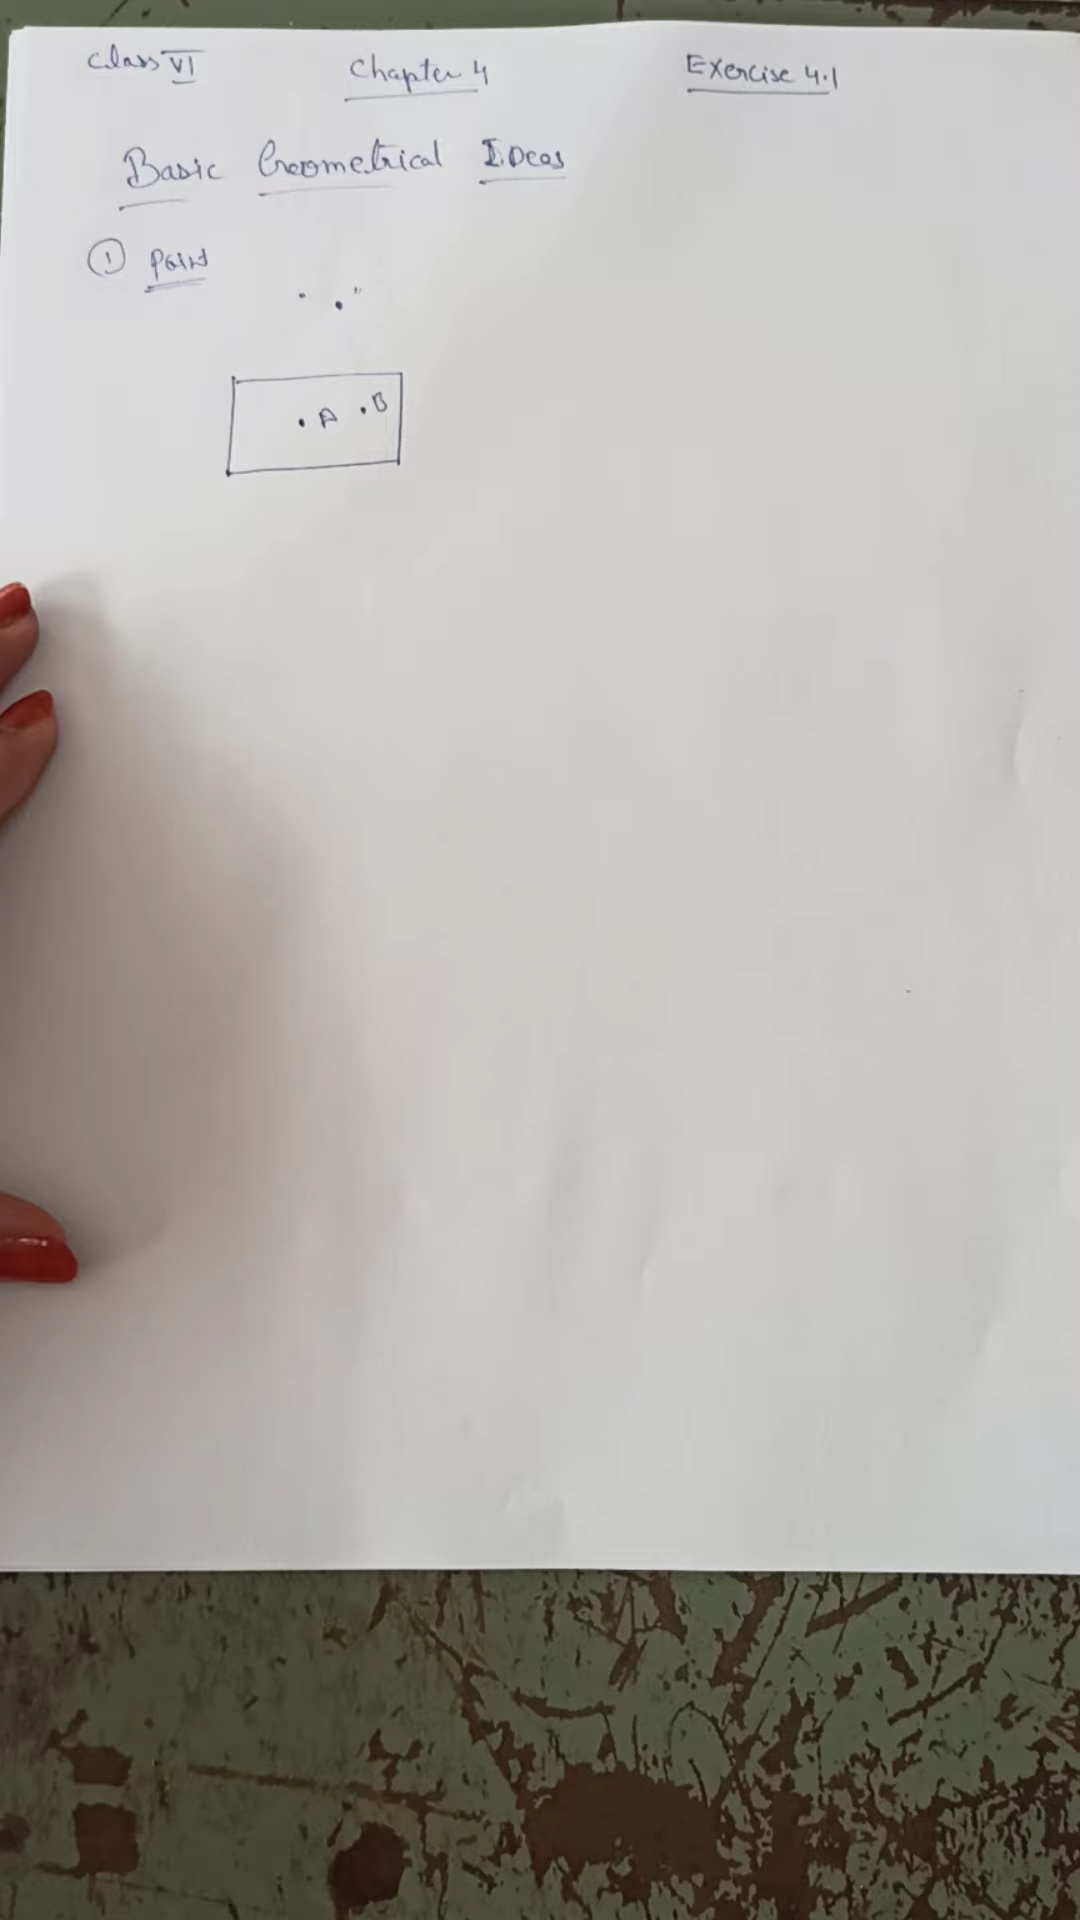 Class VI Chapter 4 Exercise 4.1
Basic Geometrical IDeas
① Point
A B